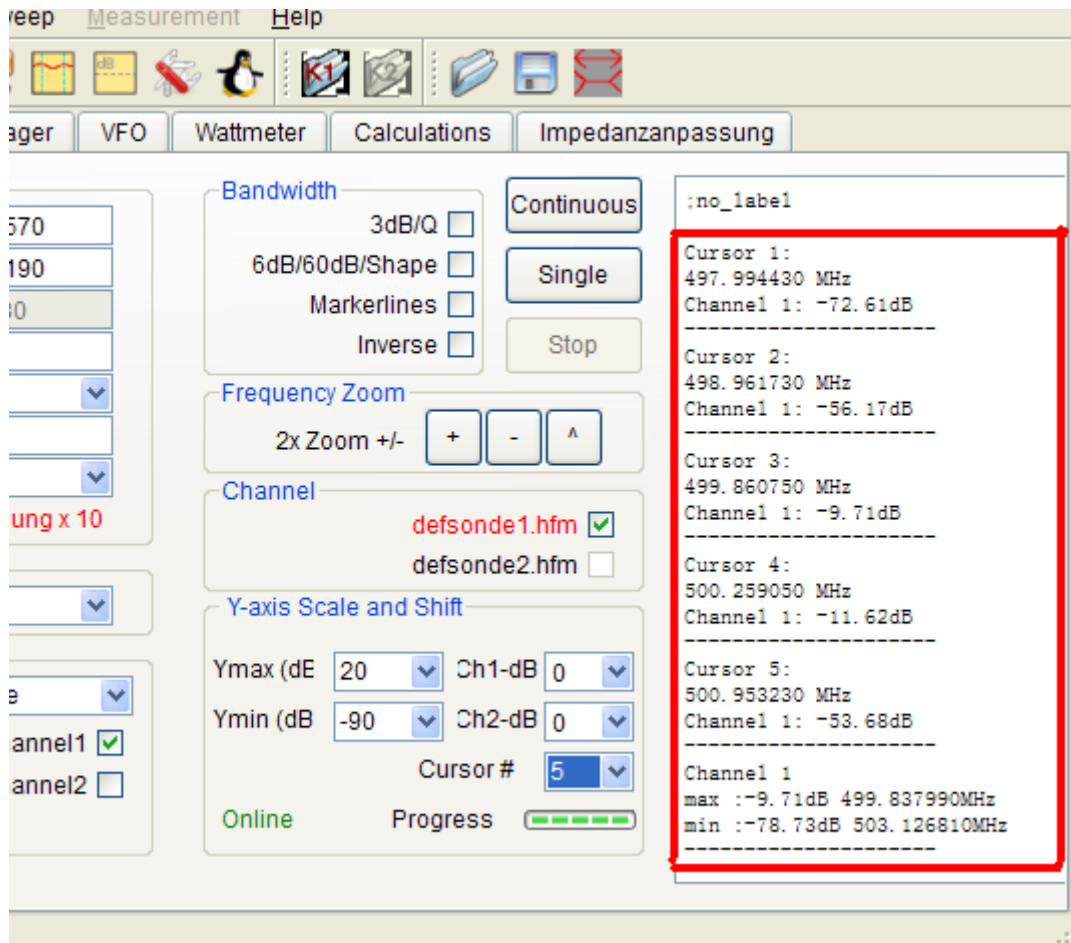 Measurement Help
dB
K1
K2
VFO
Wattmeter
Calculations
Impedanzanpassung
570
190
Bandwidth
3dB/Q
6dB/60dB/Shape
Markerlines
Inverse
Continuous
Single
Stop
Frequency Zoom
2x Zoom +/-
+
-
^
Channel
defsonde1.hfm
defsonde2.hfm
ung x 10
Y-axis Scale and Shift
Ymax (dE 20 Ch1-dB 0
Ymin (dB -90 Ch2-dB 0
annel1
annel2
Cursor # 5
Online Progress
;no_label
Cursor 1:
497.994430 MHz
Channel 1: -72.61dB
---------------------
Cursor 2:
498.961730 MHz
Channel 1: -56.17dB
---------------------
Cursor 3:
499.860750 MHz
Channel 1: -9.71dB
---------------------
Cursor 4:
500.259050 MHz
Channel 1: -11.62dB
---------------------
Cursor 5:
500.953230 MHz
Channel 1: -53.68dB
---------------------
Channel 1
max :-9.71dB 499.837990MHz
min :-78.73dB 503.126810MHz
---------------------